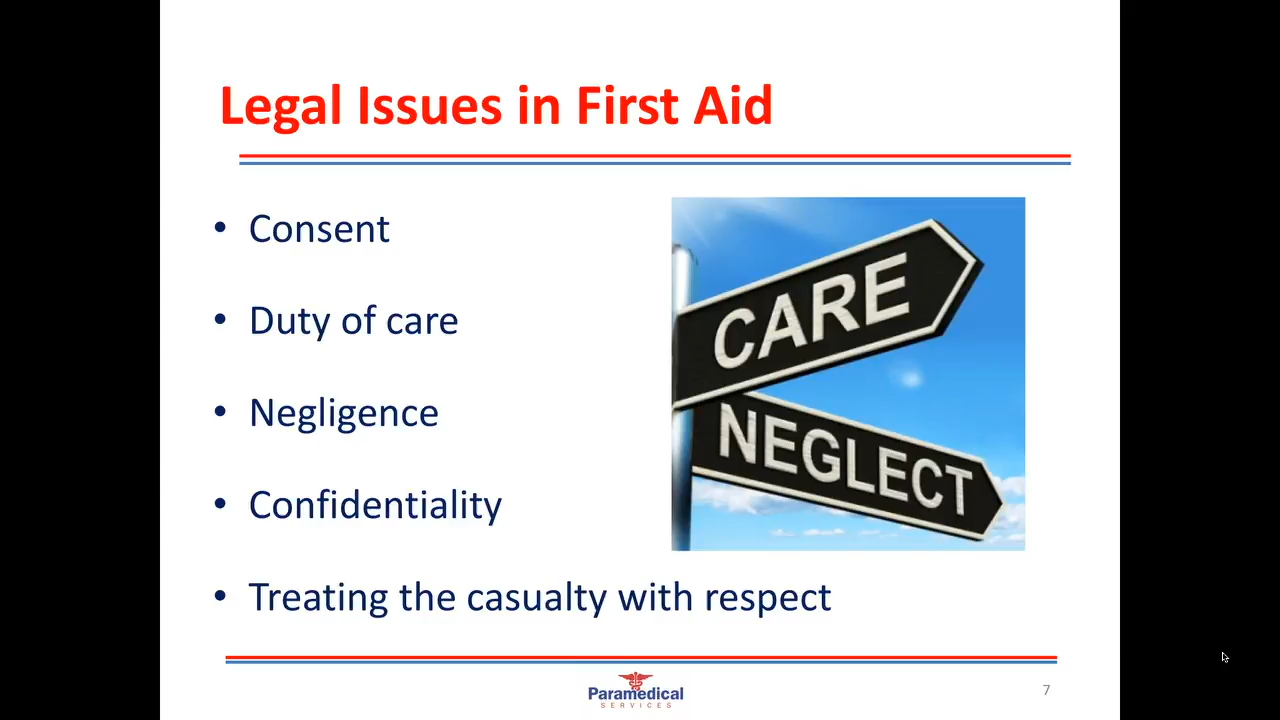 Legal Issues in First Aid
• Consent
• Duty of care
• Negligence
• Confidentiality
• Treating the casualty with respect
CARE
NEGLECT
Paramedical
SERVICES
7